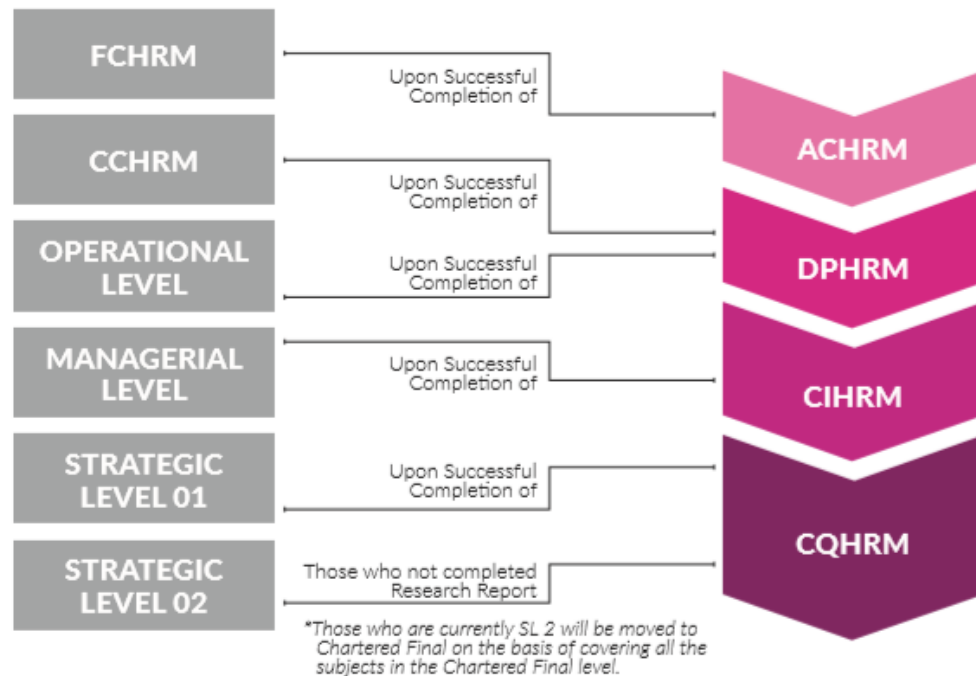 FCHRM
Upon Successful
Completion of
ACHRM
CCHRM
Upon Successful
Completion of
OPERATIONAL
LEVEL
Upon Successful
Completion of
DPHRM
MANAGERIAL
LEVEL
Upon Successful
Completion of
CIHRM
STRATEGIC
LEVEL 01
Upon Successful
Completion of
CQHRM
STRATEGIC
LEVEL 02
Those who not completed
Research Report
*Those who are currently SL 2 will be moved to
Chartered Final on the basis of covering all the
subjects in the Chartered Final level.